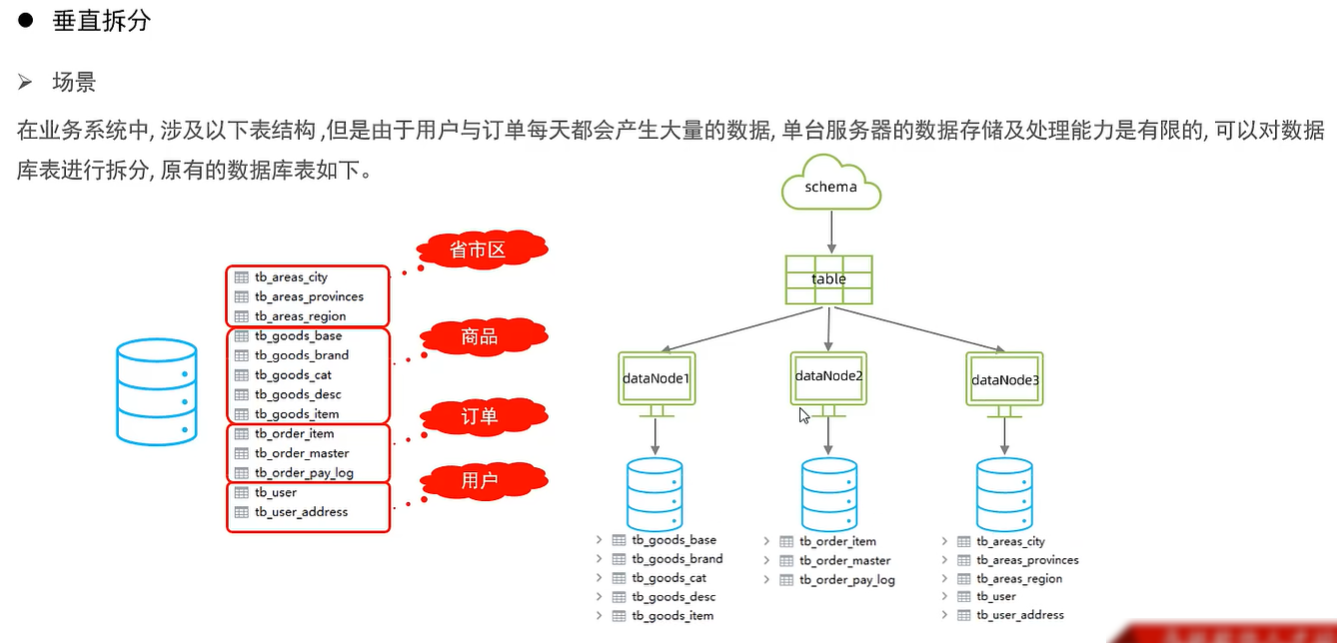 垂直拆分
场景
在业务系统中, 涉及以下表结构 ,但是由于用户与订单每天都会产生大量的数据, 单台服务器的数据存储及处理能力是有限的, 可以对数据
库表进行拆分, 原有的数据库表如下。
tb_areas_city
tb_areas_provinces
tb_areas_region
tb_goods_base
tb_goods_brand
tb_goods_cat
tb_goods_desc
tb_goods_item
tb_order_item
tb_order_master
tb_order_pay_log
tb_user
tb_user_address
省市区
商品
订单
用户
schema
table
dataNode1
dataNode2
dataNode3
tb_goods_base
tb_goods_brand
tb_goods_cat
tb_goods_desc
tb_goods_item
tb_order_item
tb_order_master
tb_order_pay_log
tb_areas_city
tb_areas_provinces
tb_areas_region
tb_user
tb_user_address